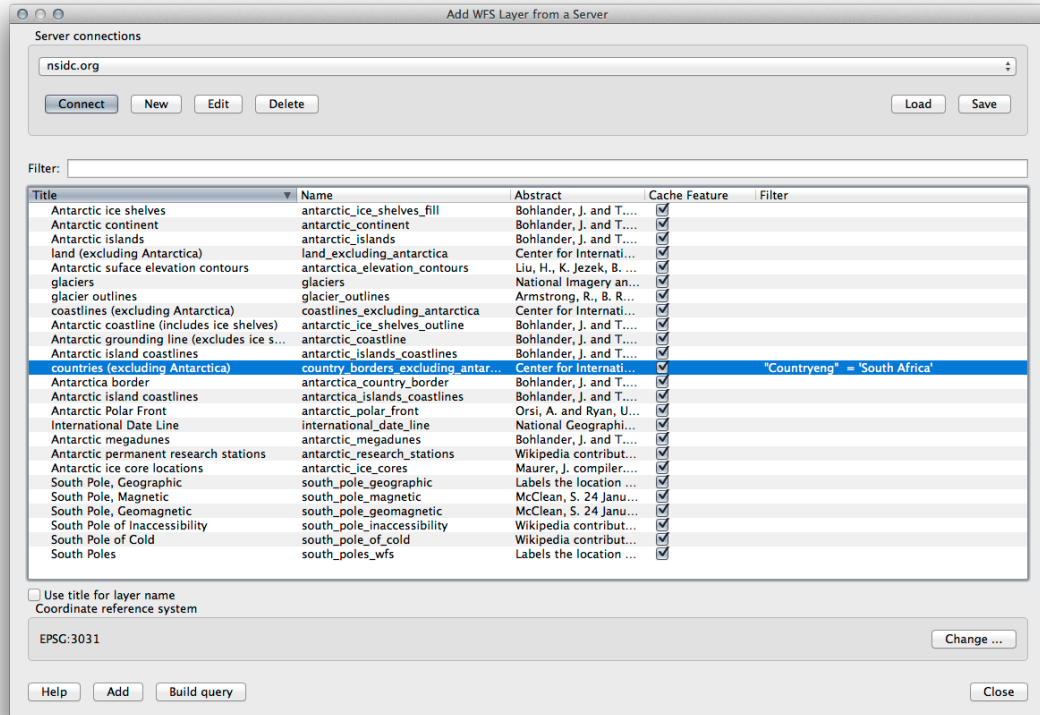 Add WFS Layer from a Server
Server connections
nsidc.org
Connect New Edit Delete Load Save
Filter:
Title Name Abstract Cache Feature Filter
Antarctic ice shelves antarctic_ice_shelves_fill Bohlander, J. and T....
Antarctic continent antarctic_continent Bohlander, J. and T....
Antarctic islands antarctic_islands Bohlander, J. and T....
land (excluding Antarctica) land_excluding_antarctica Center for Internati...
Antarctic suface elevation contours antarctica_elevation_contours Liu, H., K. Jezek, B. ...
glaciers glaciers National Imagery an...
glacier outlines glacier_outlines Armstrong, R., B. R...
coastlines (excluding Antarctica) coastlines_excluding_antarctica Center for Internati...
Antarctic coastline (includes ice shelves) antarctic_ice_shelves_outline Bohlander, J. and T....
Antarctic grounding line (excludes ice s... antarctic_coastline Bohlander, J. and T....
Antarctic island coastlines antarctic_islands_coastlines Bohlander, J. and T....
countries (excluding Antarctica) country_borders_excluding_antar... Center for Internati... "Countryeng" = 'South Africa'
Antarctica border antarctica_country_border Bohlander, J. and T....
Antarctic island coastlines antarctica_islands_coastlines Bohlander, J. and T....
Antarctic Polar Front antarctic_polar_front Orsi, A. and Ryan, U...
International Date Line international_date_line National Geographi...
Antarctic megadunes antarctic_megadunes Bohlander, J. and T....
Antarctic permanent research stations antarctic_research_stations Wikipedia contribut...
Antarctic ice core locations antarctic_ice_cores Maurer, J. compiler....
South Pole, Geographic south_pole_geographic Labels the location ...
South Pole, Magnetic south_pole_magnetic McClean, S. 24 Janu...
South Pole, Geomagnetic south_pole_geomagnetic McClean, S. 24 Janu...
South Pole of Inaccessibility south_pole_inaccessibility Wikipedia contribut...
South Pole of Cold south_pole_of_cold Wikipedia contribut...
South Poles south_poles_wfs Labels the location ...
Use title for layer name
Coordinate reference system
EPSG:3031 Change ...
Help Add Build query Close